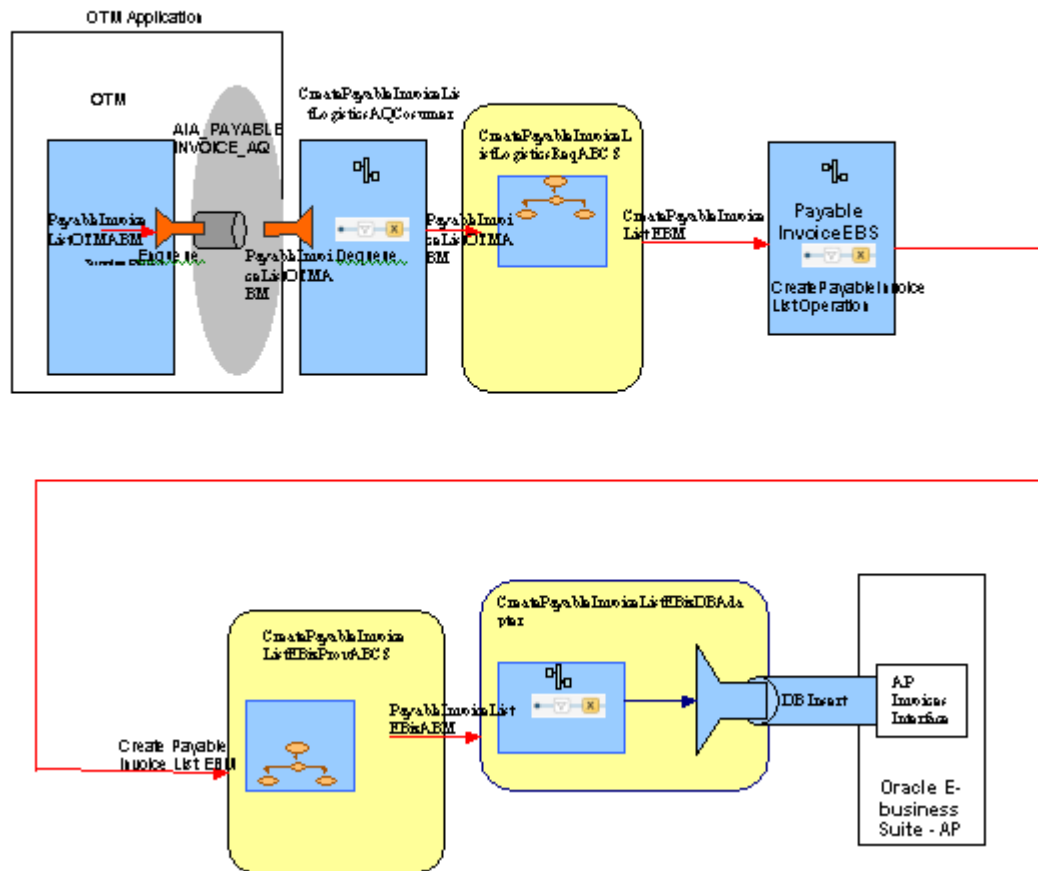 OTM Application
OTM
AIA_PAYABLE
INVOICE_AQ
PayableInvoice
ListOTMABM
Enqueue
PayableInvoi
ceListOTMA
BM
CreatePayableInvoiceLis
tLogisticsAQConsumer
Dequeue
PayableInvoi
ceListOTMA
BM
CreatePayableInvoiceL
istLogisticsReqABCS
CreatePayableInvoice
ListEBM
Payable
InvoiceEBS
CreatePayableInvoice
ListOperation
Create Payable
Invoice List EBM
CreatePayableInvoice
ListEBizProvABCS
PayableInvoiceList
EBizABM
CreatePayableInvoiceListEBizDBAda
pter
DB Insert
AP
Invoices
Interface
Oracle E-
business
Suite - AP